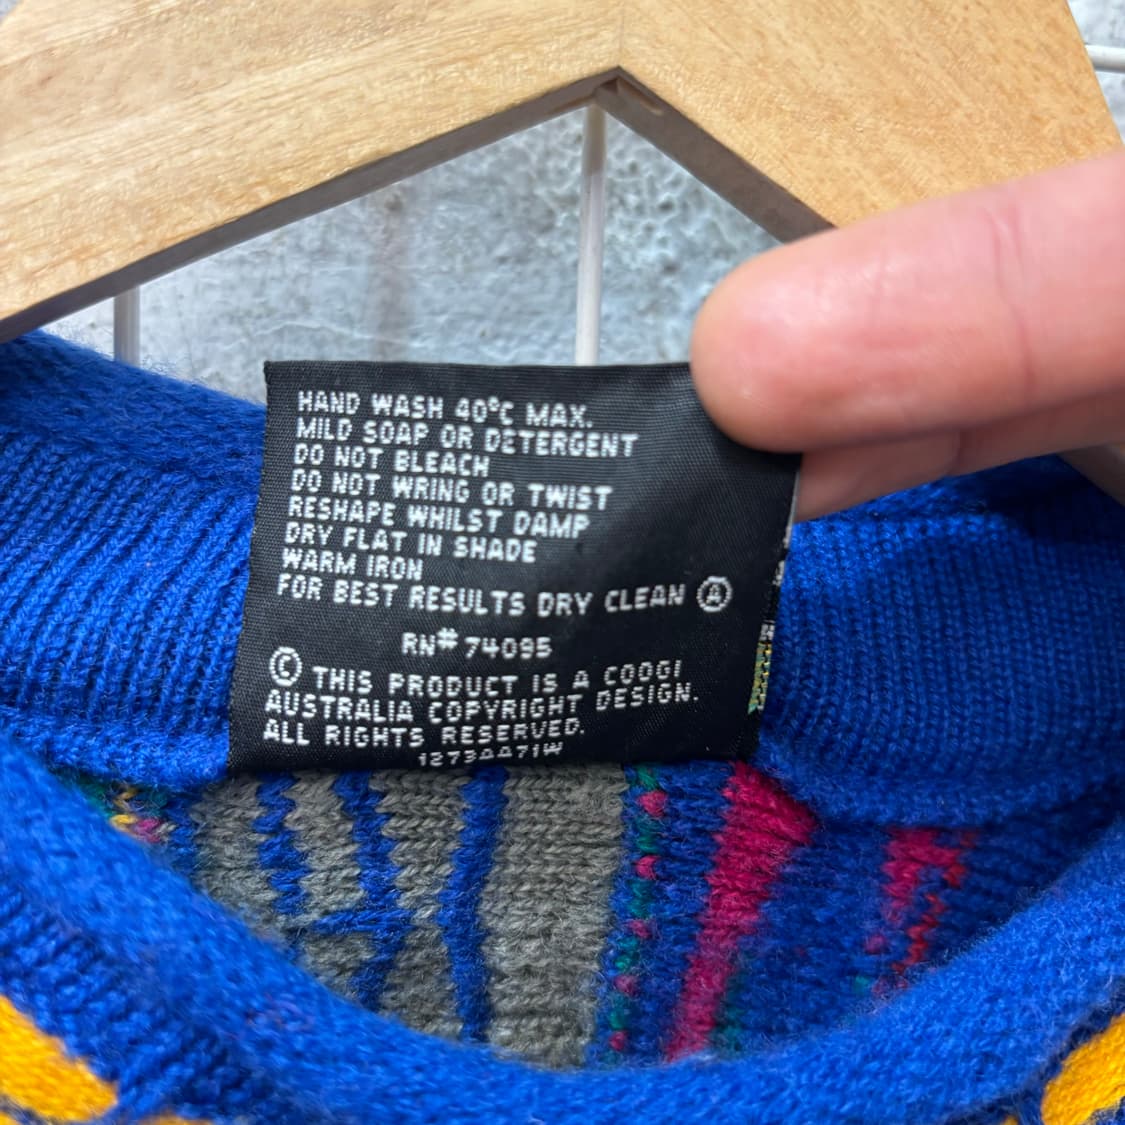 HAND WASH 40°C MAX.
MILD SOAP OR DETERGENT
DO NOT BLEACH
DO NOT WRING OR TWIST
RESHAPE WHILST DAMP
DRY FLAT IN SHADE
WARM IRON
FOR BEST RESULTS DRY CLEAN Ⓐ
RN# 74095
© THIS PRODUCT IS A COOGI
AUSTRALIA COPYRIGHT DESIGN.
ALL RIGHTS RESERVED.
1273AA71W